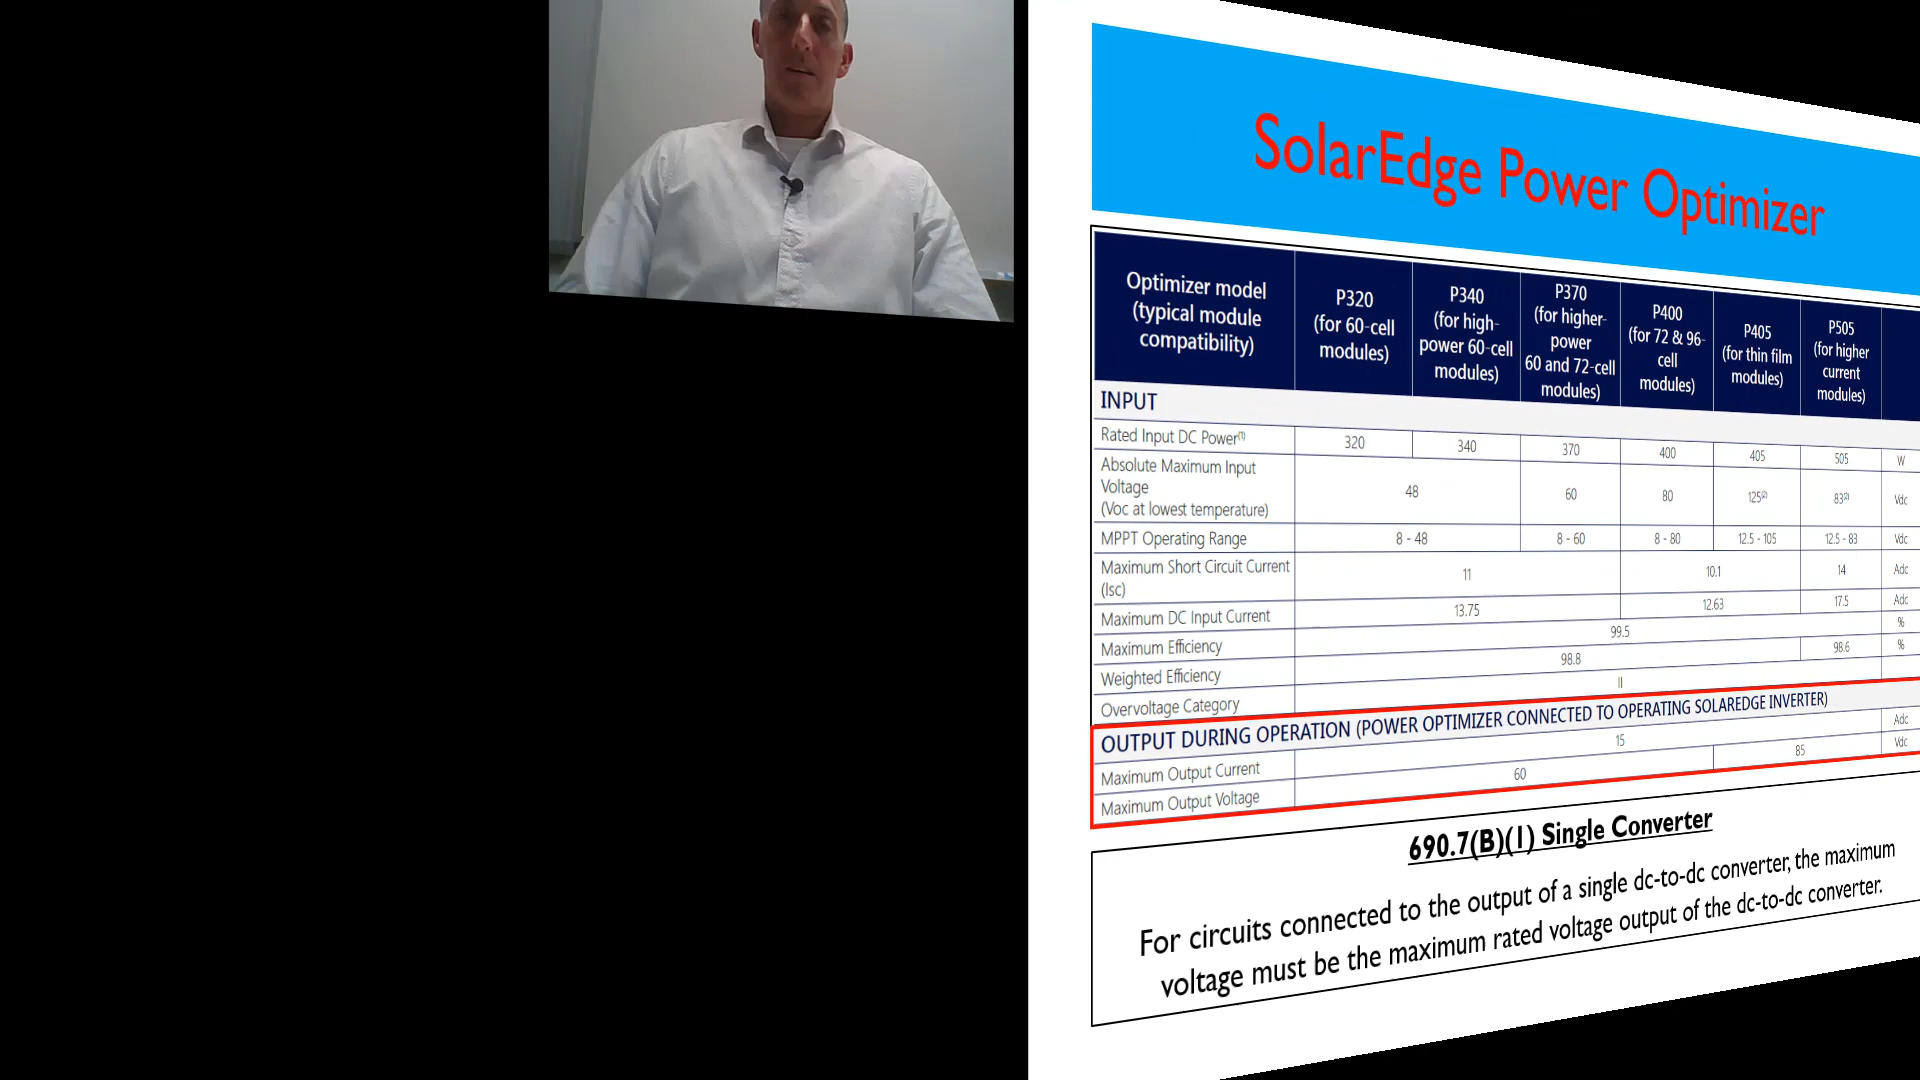 SolarEdge Power Optimizer
Optimizer model (typical module compatibility) P320 (for 60-cell modules) P340 (for high-power 60-cell modules) P370 (for higher-power 60 and 72-cell modules) P400 (for 72 & 96-cell modules) P405 (for thin film modules) P505 (for higher current modules)
INPUT
Rated Input DC Power(1) 320 340 370 400 405 505 W
Absolute Maximum Input Voltage (Voc at lowest temperature) 48 60 80 125(2) 83(2) Vdc
MPPT Operating Range 8 - 48 8 - 60 8 - 80 12.5 - 105 12.5 - 83 Vdc
Maximum Short Circuit Current (Isc) 11 10.1 14 Adc
Maximum DC Input Current 13.75 12.63 17.5 Adc
Maximum Efficiency 99.5 %
Weighted Efficiency 98.8 98.6 %
Overvoltage Category II
OUTPUT DURING OPERATION (POWER OPTIMIZER CONNECTED TO OPERATING SOLAREDGE INVERTER)
Maximum Output Current 15 Adc
Maximum Output Voltage 60 85 Vdc
690.7(B)(1) Single Converter
For circuits connected to the output of a single dc-to-dc converter, the maximum
voltage must be the maximum rated voltage output of the dc-to-dc converter.